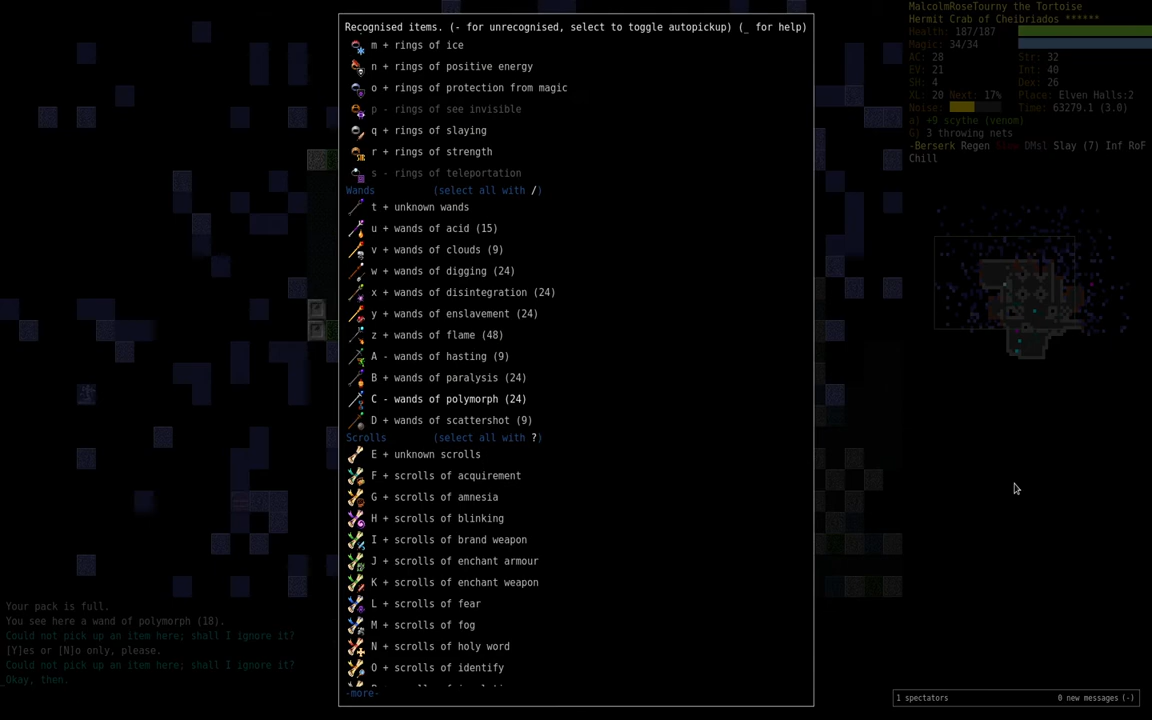 Recognised items. (- for unrecognised, select to toggle autopickup) (_ for help)
m + rings of ice
n + rings of positive energy
o + rings of protection from magic
p - rings of see invisible
q + rings of slaying
r + rings of strength
s - rings of teleportation
Wands (select all with /)
t + unknown wands
u + wands of acid (15)
v + wands of clouds (9)
w + wands of digging (24)
x + wands of disintegration (24)
y + wands of enslavement (24)
z + wands of flame (48)
A - wands of hasting (9)
B + wands of paralysis (24)
C - wands of polymorph (24)
D + wands of scattershot (9)
Scrolls (select all with ?)
E + unknown scrolls
F + scrolls of acquirement
G + scrolls of amnesia
H + scrolls of blinking
I + scrolls of brand weapon
J + scrolls of enchant armour
K + scrolls of enchant weapon
L + scrolls of fear
M + scrolls of fog
N + scrolls of holy word
O + scrolls of identify
-more-
MalcolmRoseTourny the Tortoise
Hermit Crab of Cheibriados ******
Health: 187/187
Magic: 34/34
AC: 28 Str: 32
EV: 21 Int: 40
SH: 4 Dex: 26
XL: 20 Next: 17% Place: Elven Halls:2
Noise: Time: 63279.1 (3.0)
a) +9 scythe (venom)
G) 3 throwing nets
-Berserk Regen Slow DMsl Slay (7) Inf RoF
Chill
Your pack is full.
You see here a wand of polymorph (18).
Could not pick up an item here; shall I ignore it?
[Y]es or [N]o only, please.
Could not pick up an item here; shall I ignore it?
Okay, then.
1 spectators 0 new messages (-)